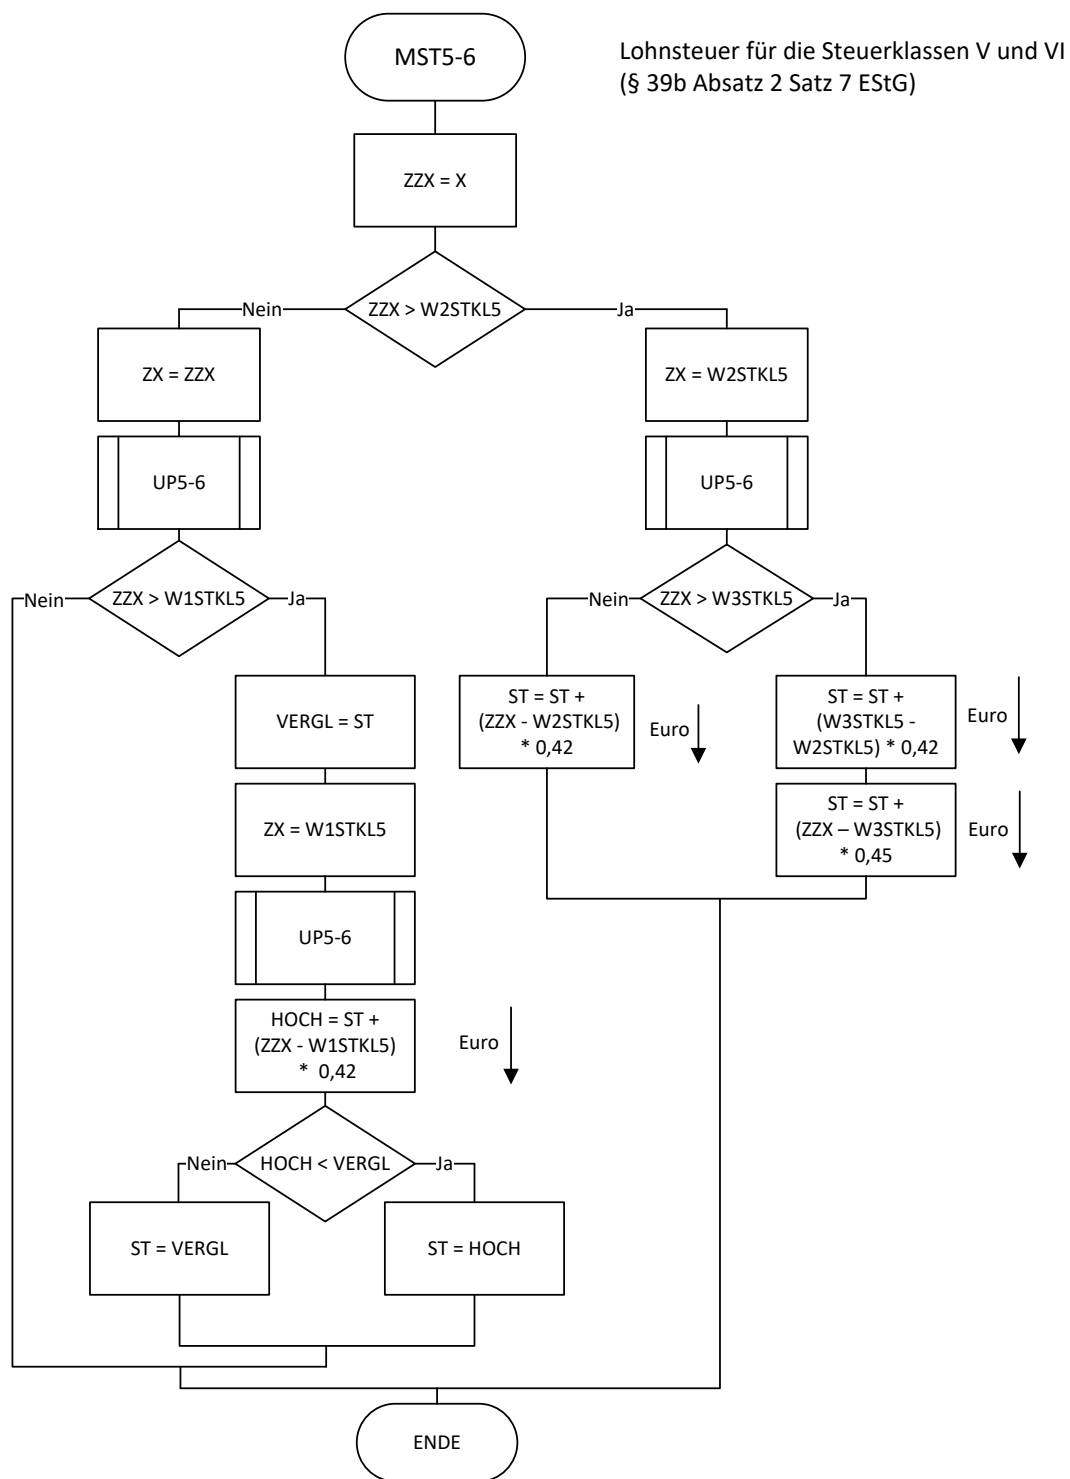 MST5-6
Lohnsteuer für die Steuerklassen V und VI
(§ 39b Absatz 2 Satz 7 EStG)
ZZX = X
ZZX > W2STKL5
Nein
Ja
ZX = ZZX
ZX = W2STKL5
UP5-6
UP5-6
Nein
ZZX > W1STKL5
Ja
Nein
ZZX > W3STKL5
Ja
VERGL = ST
ST = ST +
(ZZX - W2STKL5)
* 0,42
Euro
ST = ST +
(W3STKL5 -
W2STKL5) * 0,42
Euro
ZX = W1STKL5
ST = ST +
(ZZX – W3STKL5)
* 0,45
Euro
UP5-6
HOCH = ST +
(ZZX - W1STKL5)
* 0,42
Euro
Nein
HOCH < VERGL
Ja
ST = VERGL
ST = HOCH
ENDE